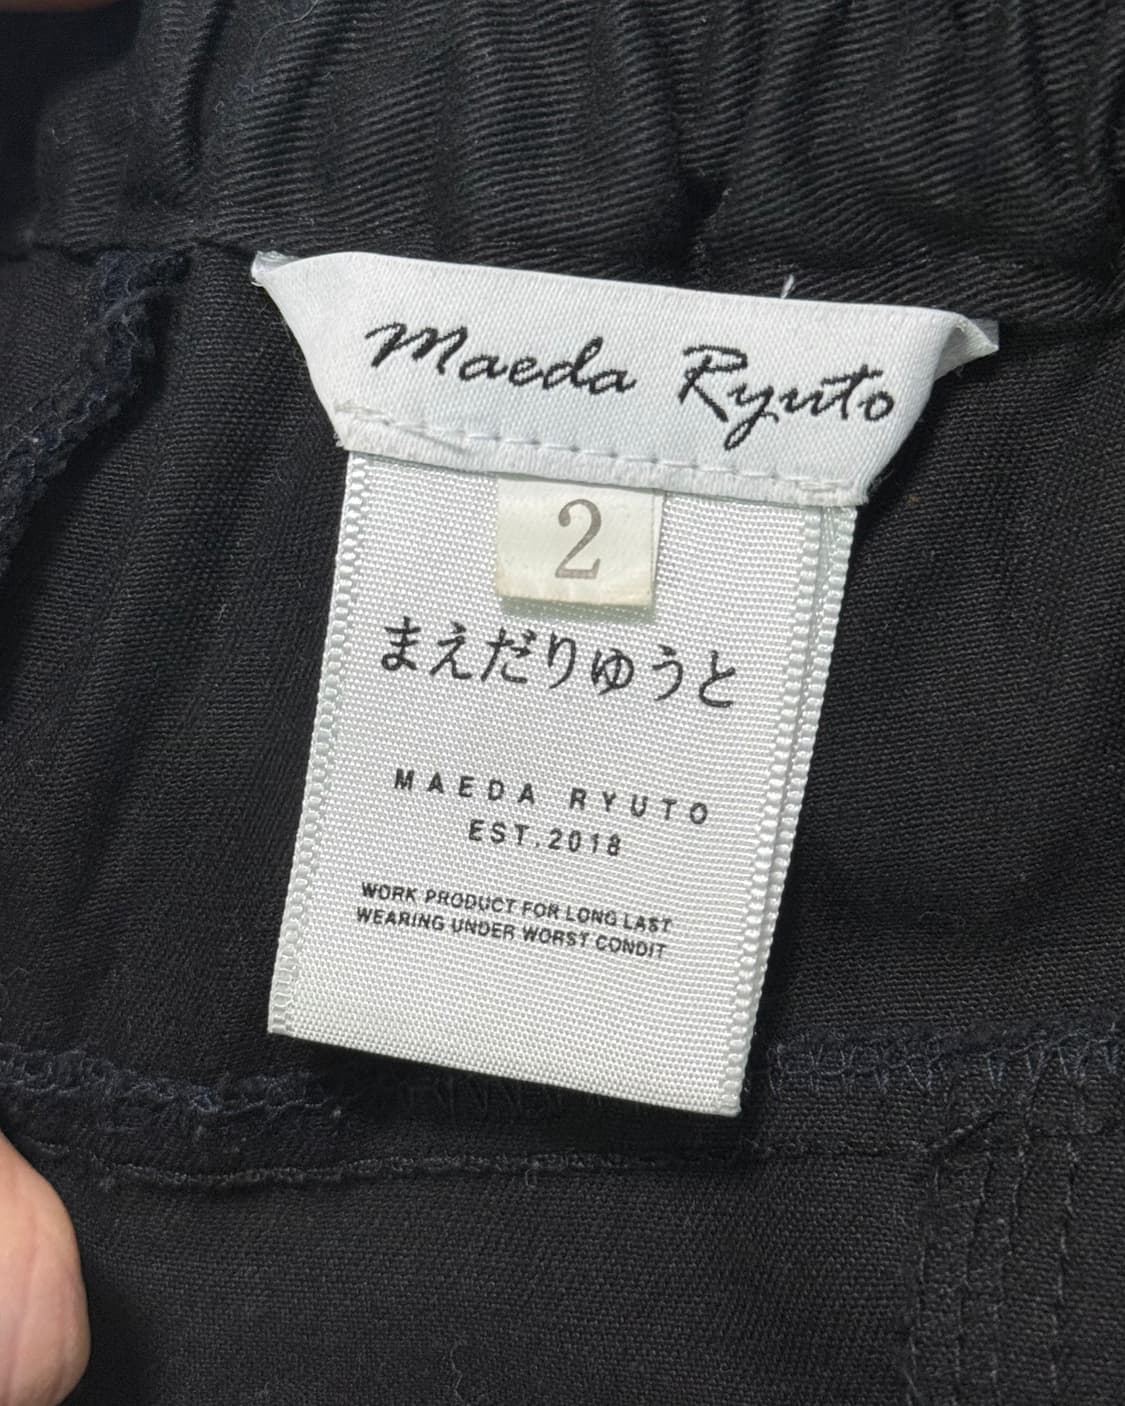 Maeda Ryuto
2
まえだりゅうと
MAEDA RYUTO
EST.2018
WORK PRODUCT FOR LONG LAST
WEARING UNDER WORST CONDIT